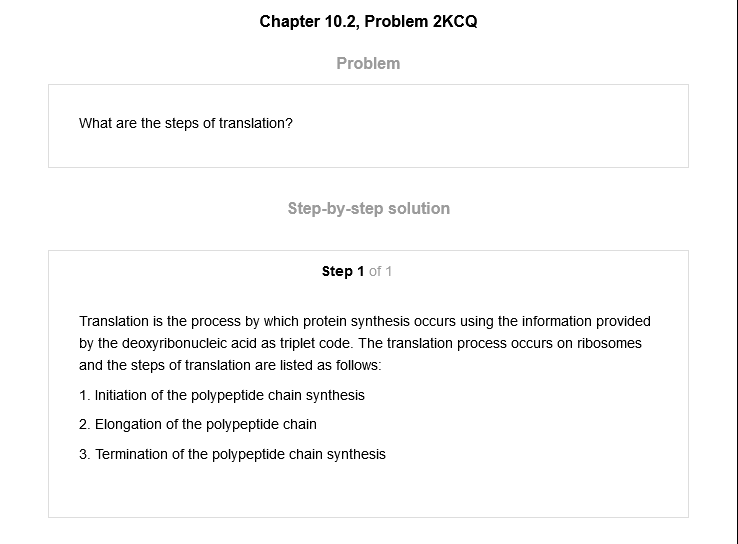 Chapter 10.2, Problem 2KCQ
Problem
What are the steps of translation?
Step-by-step solution
Step 1 of 1
Translation is the process by which protein synthesis occurs using the information provided
by the deoxyribonucleic acid as triplet code. The translation process occurs on ribosomes
and the steps of translation are listed as follows:
1. Initiation of the polypeptide chain synthesis
2. Elongation of the polypeptide chain
3. Termination of the polypeptide chain synthesis